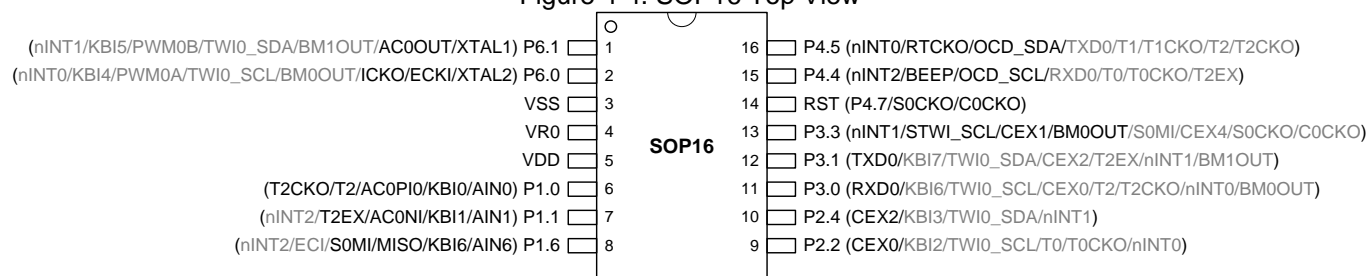 Figure 1-1. SOP16 Top View
(nINT1/KBI5/PWM0B/TWI0_SDA/BM1OUT/AC0OUT/XTAL1) P6.1 1 16 P4.5 (nINT0/RTCKO/OCD_SDA/TXD0/T1/T1CKO/T2/T2CKO)
(nINT0/KBI4/PWM0A/TWI0_SCL/BM0OUT/ICKO/ECKI/XTAL2) P6.0 2 15 P4.4 (nINT2/BEEP/OCD_SCL/RXD0/T0/T0CKO/T2EX)
VSS 3 14 RST (P4.7/S0CKO/C0CKO)
VR0 4 13 P3.3 (nINT1/STWI_SCL/CEX1/BM0OUT/S0MI/CEX4/S0CKO/C0CKO)
SOP16
VDD 5 12 P3.1 (TXD0/KBI7/TWI0_SDA/CEX2/T2EX/nINT1/BM1OUT)
(T2CKO/T2/AC0PI0/KBI0/AIN0) P1.0 6 11 P3.0 (RXD0/KBI6/TWI0_SCL/CEX0/T2/T2CKO/nINT0/BM0OUT)
(nINT2/T2EX/AC0NI/KBI1/AIN1) P1.1 7 10 P2.4 (CEX2/KBI3/TWI0_SDA/nINT1)
(nINT2/ECI/S0MI/MISO/KBI6/AIN6) P1.6 8 9 P2.2 (CEX0/KBI2/TWI0_SCL/T0/T0CKO/nINT0)